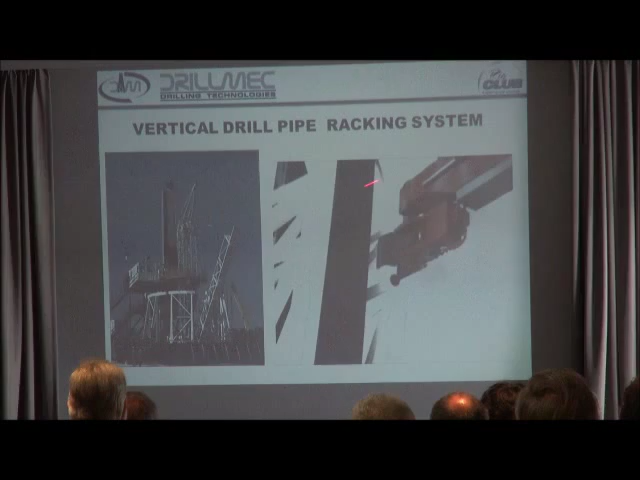 DRILLMEC
DRILLING TECHNOLOGIES
CLUB
VERTICAL DRILL PIPE RACKING SYSTEM